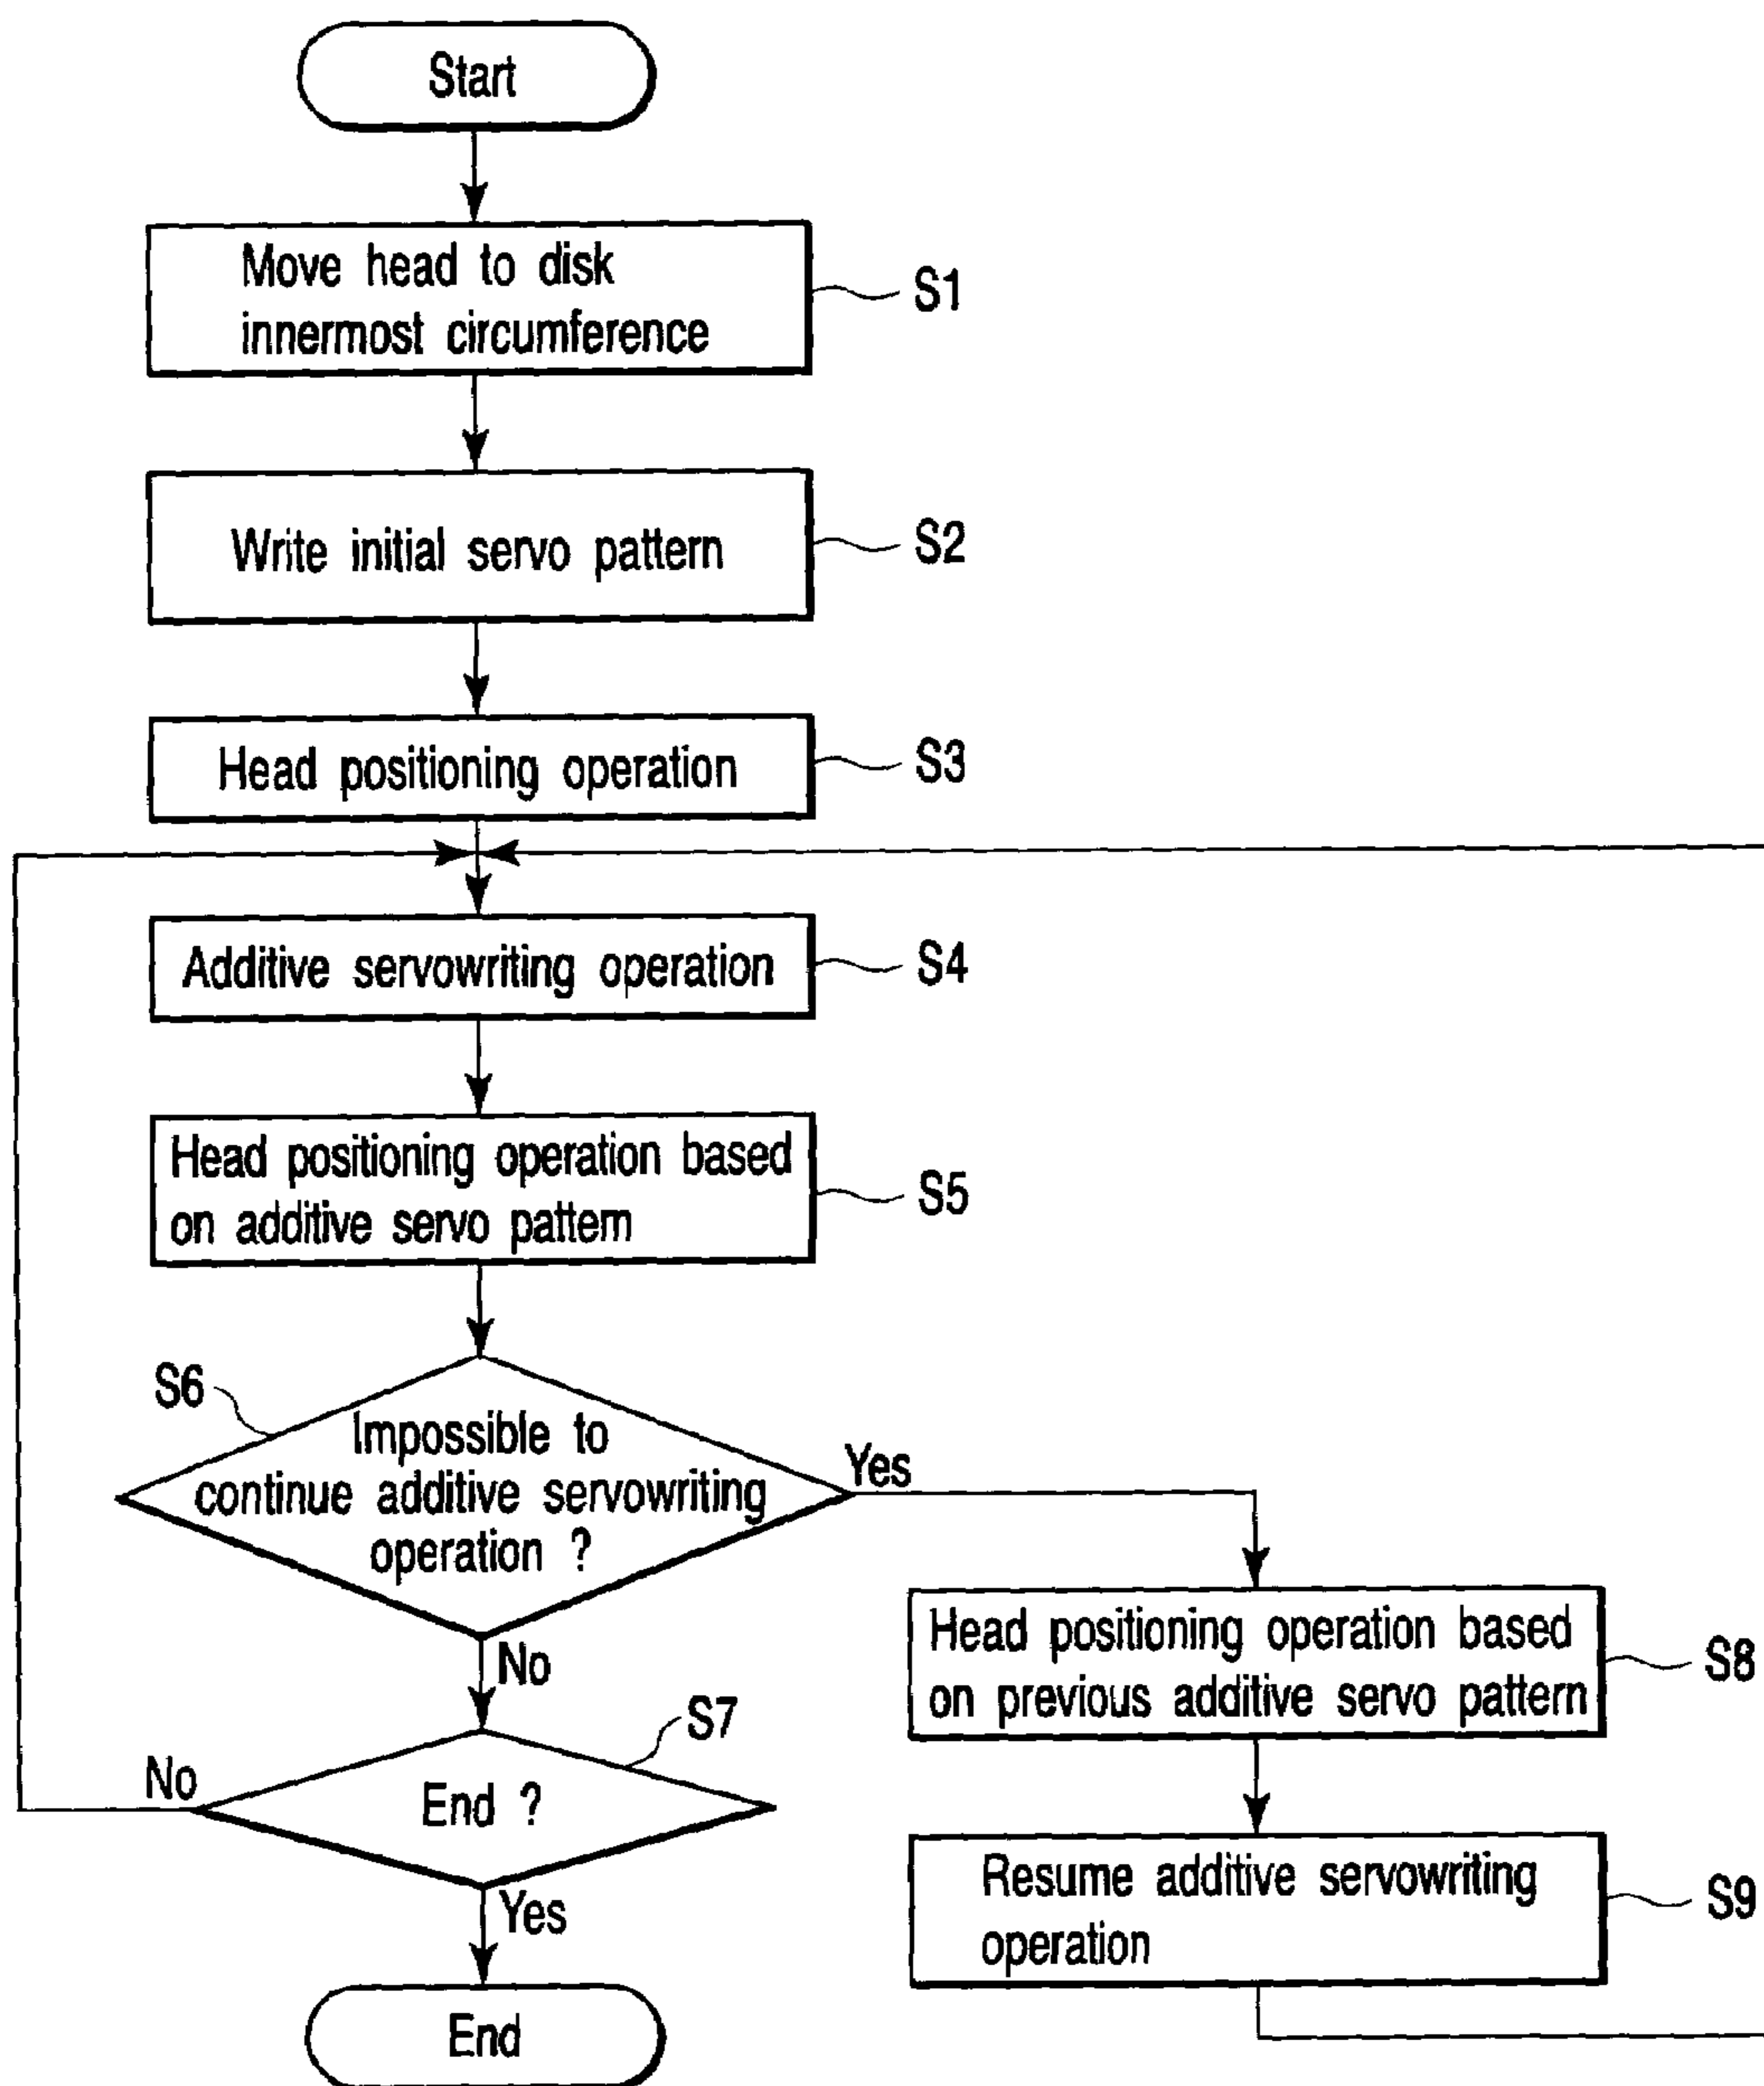 Start
Move head to disk
innermost circumference
S1
Write initial servo pattern
S2
Head positioning operation
S3
Additive servowriting operation
S4
Head positioning operation based
on additive servo pattern
S5
S6
Impossible to
continue additive servowriting
operation ?
Yes
No
Head positioning operation based
on previous additive servo pattern
S8
S7
No
End ?
Yes
Resume additive servowriting
operation
S9
End